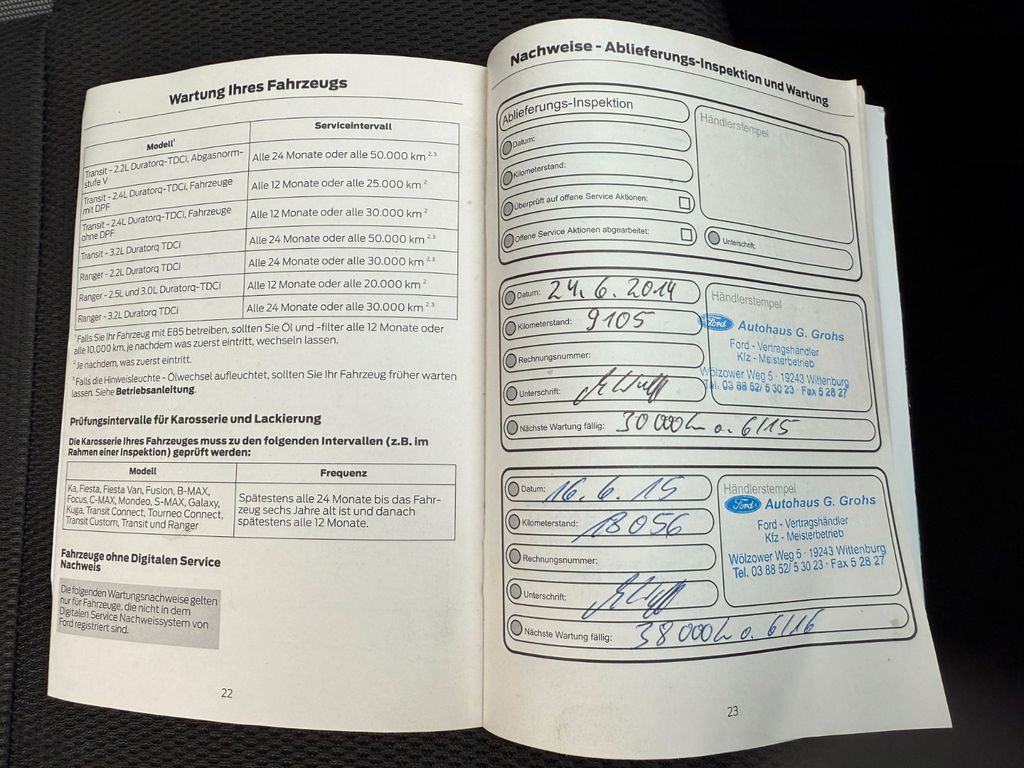 Wartung Ihres Fahrzeugs
Modell¹ Serviceintervall
Transit - 2.2L Duratorq-TDCi, Abgasnorm-
stufe V
Alle 24 Monate oder alle 50.000 km ²,³
Transit - 2.4L Duratorq-TDCi, Fahrzeuge
mit DPF
Alle 12 Monate oder alle 25.000 km ²
Transit - 2.4L Duratorq-TDCi, Fahrzeuge
ohne DPF
Alle 12 Monate oder alle 30.000 km ²
Transit - 3.2L Duratorq TDCi Alle 24 Monate oder alle 50.000 km ²,³
Ranger - 2.2L Duratorq TDCi Alle 24 Monate oder alle 30.000 km ²,³
Ranger - 2.5L und 3.0L Duratorq-TDCi Alle 12 Monate oder alle 20.000 km ²
Ranger - 3.2L Duratorq TDCi Alle 24 Monate oder alle 30.000 km ²,³
¹ Falls Sie Ihr Fahrzeug mit E85 betreiben, sollten Sie Öl und -filter alle 12 Monate oder
alle 10.000 km, je nachdem was zuerst eintritt, wechseln lassen.
² Je nachdem, was zuerst eintritt.
³ Falls die Hinweisleuchte - Ölwechsel aufleuchtet, sollten Sie Ihr Fahrzeug früher warten
lassen. Siehe Betriebsanleitung.
Prüfungsintervalle für Karosserie und Lackierung
Die Karosserie Ihres Fahrzeuges muss zu den folgenden Intervallen (z.B. im
Rahmen einer Inspektion) geprüft werden:
Modell Frequenz
Ka, Fiesta, Fiesta Van, Fusion, B-MAX,
Focus, C-MAX, Mondeo, S-MAX, Galaxy,
Kuga, Transit Connect, Tourneo Connect,
Transit Custom, Transit und Ranger
Spätestens alle 24 Monate bis das Fahr-
zeug sechs Jahre alt ist und danach
spätestens alle 12 Monate.
Fahrzeuge ohne Digitalen Service
Nachweis
Die folgenden Wartungsnachweise gelten
nur für Fahrzeuge, die nicht in dem
Digitalen Service Nachweissystem von
Ford registriert sind.
22
Nachweise - Ablieferungs-Inspektion und Wartung
Ablieferungs-Inspektion
Händlerstempel
Datum:
Kilometerstand:
Überprüft auf offene Service Aktionen:
Offene Service Aktionen abgearbeitet:
Unterschrift:
Datum: 24.6.2014
Kilometerstand: 9105
Rechnungsnummer:
Unterschrift:
Nächste Wartung fällig: 30000 o. 6/15
Händlerstempel
Ford Autohaus G. Grohs
Ford - Vertragshändler
Kfz - Meisterbetrieb
Wölzower Weg 5 · 19243 Wittenburg
Tel. 03 88 52/ 5 30 23 · Fax 5 28 27
Datum: 16.6.15
Kilometerstand: 18056
Rechnungsnummer:
Unterschrift:
Nächste Wartung fällig: 38000 o. 6/16
Händlerstempel
Ford Autohaus G. Grohs
Ford - Vertragshändler
Kfz - Meisterbetrieb
Wölzower Weg 5 · 19243 Wittenburg
Tel. 03 88 52/ 5 30 23 · Fax 5 28 27
23